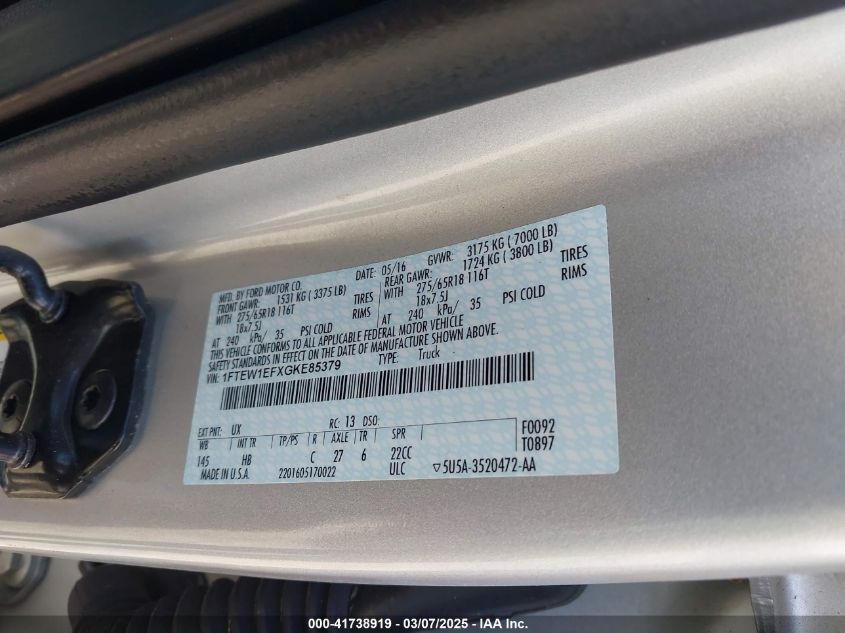 MFD. BY FORD MOTOR CO.
DATE: 05/16 GVWR: 3175 KG ( 7000 LB)
FRONT GAWR: 1531 KG ( 3375 LB) REAR GAWR: 1724 KG ( 3800 LB)
WITH 275/65R18 116T TIRES WITH 275/65R18 116T TIRES
18x7.5J RIMS 18x7.5J RIMS
AT 240 kPa/ 35 PSI COLD AT 240 kPa/ 35 PSI COLD
THIS VEHICLE CONFORMS TO ALL APPLICABLE FEDERAL MOTOR VEHICLE
SAFETY STANDARDS IN EFFECT ON THE DATE OF MANUFACTURE SHOWN ABOVE.
VIN: 1FTEW1EFXGKE85379 TYPE: Truck
EXT PNT: UX RC: 13 DSO: F0092
WB INT TR TP/PS R AXLE TR SPR T0897
145 HB C 27 6 22CC
MADE IN U.S.A. 2201605170022 ULC ▽5U5A-3520472-AA
000-41738919 - 03/07/2025 - IAA Inc.